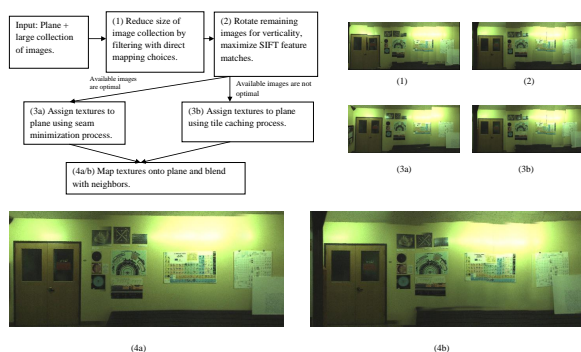 Input: Plane +
large collection
of images.
(1) Reduce size of
image collection by
filtering with direct
mapping choices.
(2) Rotate remaining
images for verticality,
maximize SIFT feature
matches.
Available images
are optimal
Available images are not
optimal
(3a) Assign textures to
plane using seam
minimization process.
(3b) Assign textures to plane
using tile caching process.
(4a/b) Map textures onto plane and blend
with neighbors.
(1)
(2)
(3a)
(3b)
(4a)
(4b)